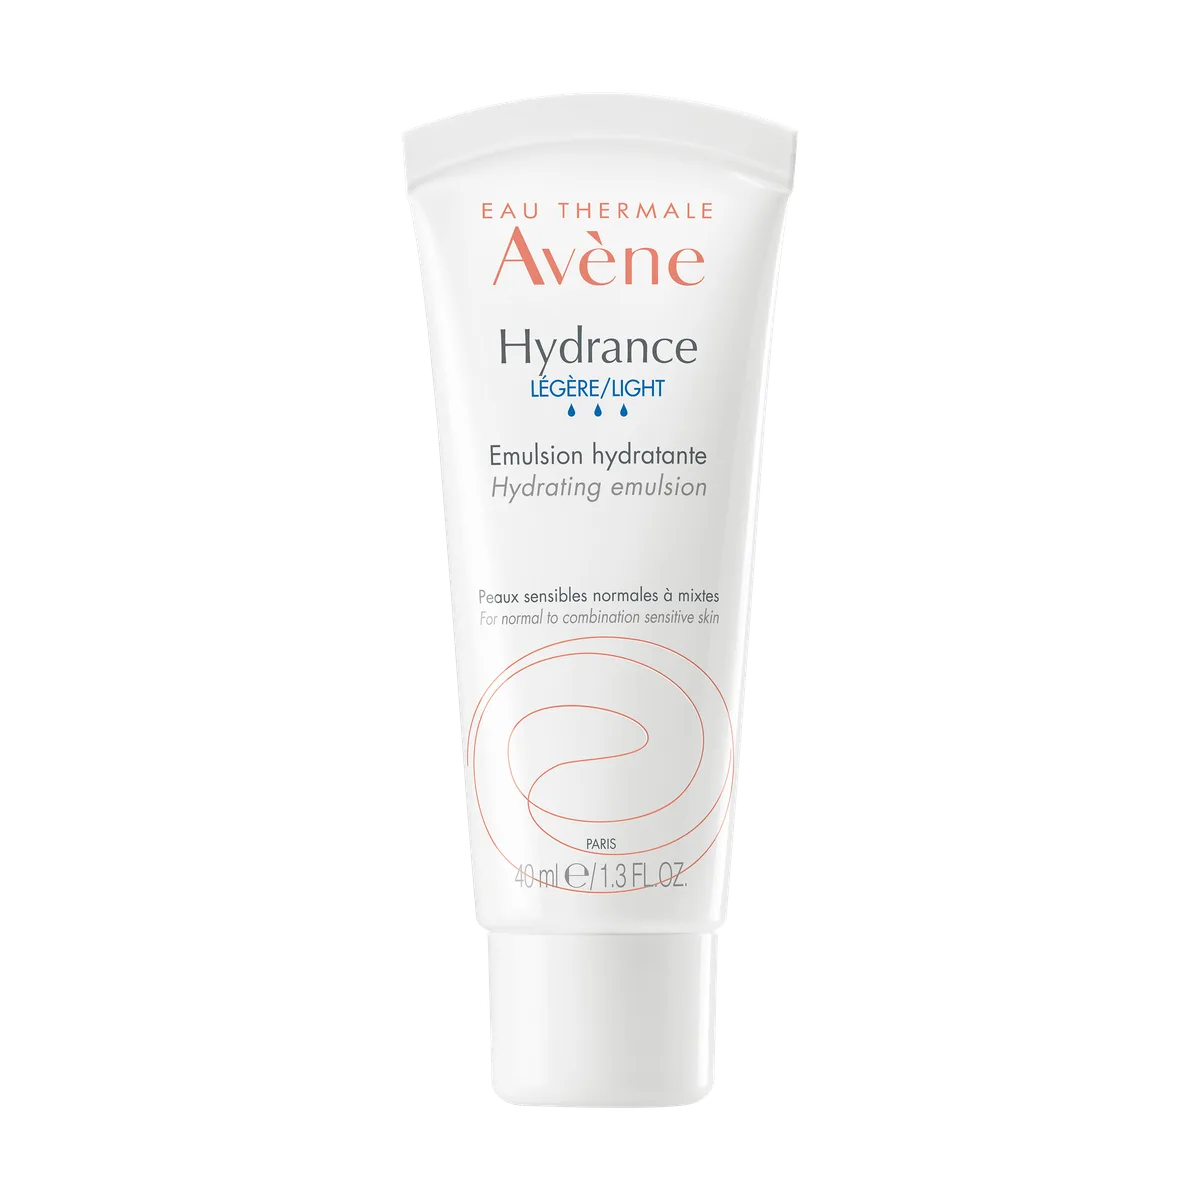 EAU THERMALE
Avène
Hydrance
LÉGÈRE/LIGHT
Emulsion hydratante
Hydrating emulsion
Peaux sensibles normales à mixtes
For normal to combination sensitive skin
PARIS
40 ml ℮/1.3 FL.OZ.